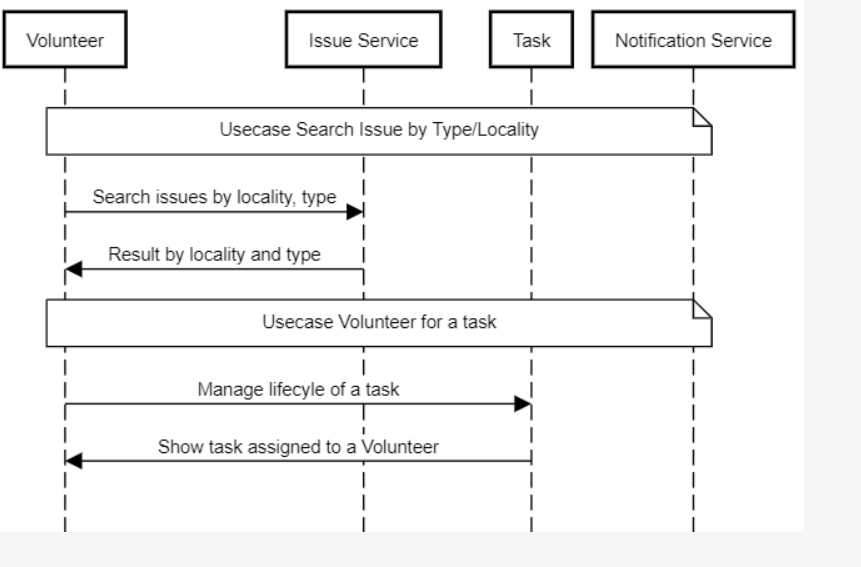 Volunteer
Issue Service
Task
Notification Service
Usecase Search Issue by Type/Locality
Search issues by locality, type
Result by locality and type
Usecase Volunteer for a task
Manage lifecyle of a task
Show task assigned to a Volunteer